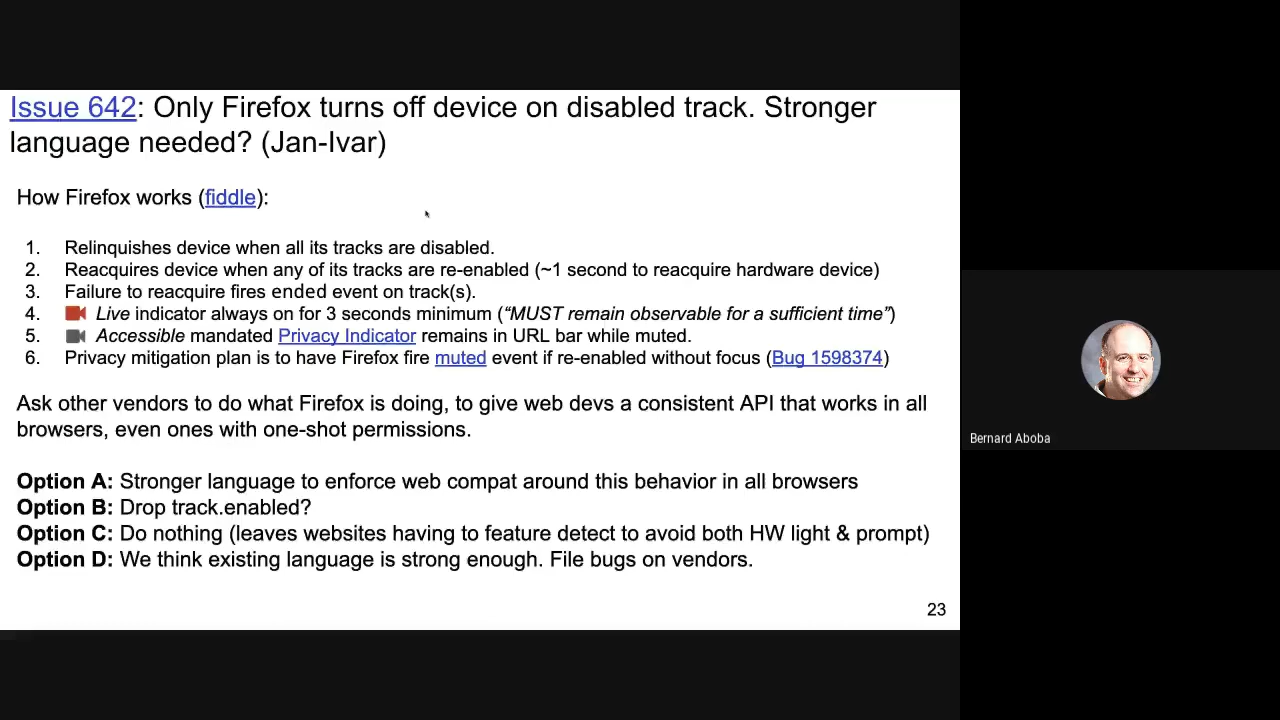 Issue 642: Only Firefox turns off device on disabled track. Stronger
language needed? (Jan-Ivar)
How Firefox works (fiddle):
1. Relinquishes device when all its tracks are disabled.
2. Reacquires device when any of its tracks are re-enabled (~1 second to reacquire hardware device)
3. Failure to reacquire fires ended event on track(s).
4. Live indicator always on for 3 seconds minimum (“MUST remain observable for a sufficient time”)
5. Accessible mandated Privacy Indicator remains in URL bar while muted.
6. Privacy mitigation plan is to have Firefox fire muted event if re-enabled without focus (Bug 1598374)
Ask other vendors to do what Firefox is doing, to give web devs a consistent API that works in all
browsers, even ones with one-shot permissions.
Option A: Stronger language to enforce web compat around this behavior in all browsers
Option B: Drop track.enabled?
Option C: Do nothing (leaves websites having to feature detect to avoid both HW light & prompt)
Option D: We think existing language is strong enough. File bugs on vendors.
23
Bernard Aboba